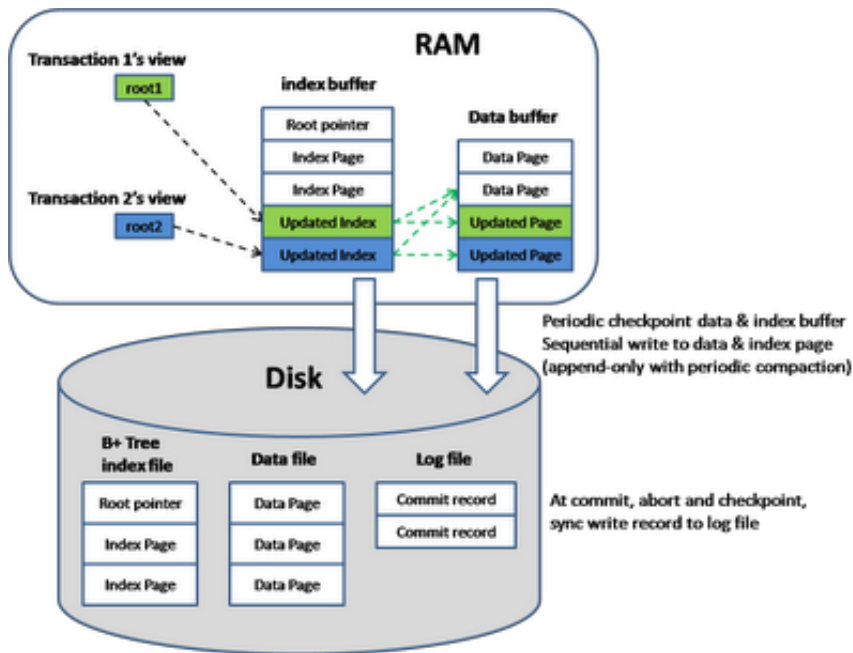 RAM
Transaction 1's view
root1
Transaction 2's view
root2
index buffer
Root pointer
Index Page
Index Page
Updated Index
Updated Index
Data buffer
Data Page
Data Page
Updated Page
Updated Page
Periodic checkpoint data & index buffer
Sequential write to data & index page
(append-only with periodic compaction)
Disk
B+ Tree
index file
Root pointer
Index Page
Index Page
Data file
Data Page
Data Page
Data Page
Log file
Commit record
Commit record
At commit, abort and checkpoint,
sync write record to log file